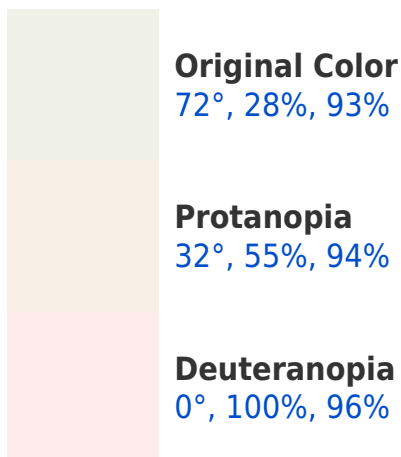 Original Color
72°, 28%, 93%
Protanopia
32°, 55%, 94%
Deuteranopia
0°, 100%, 96%